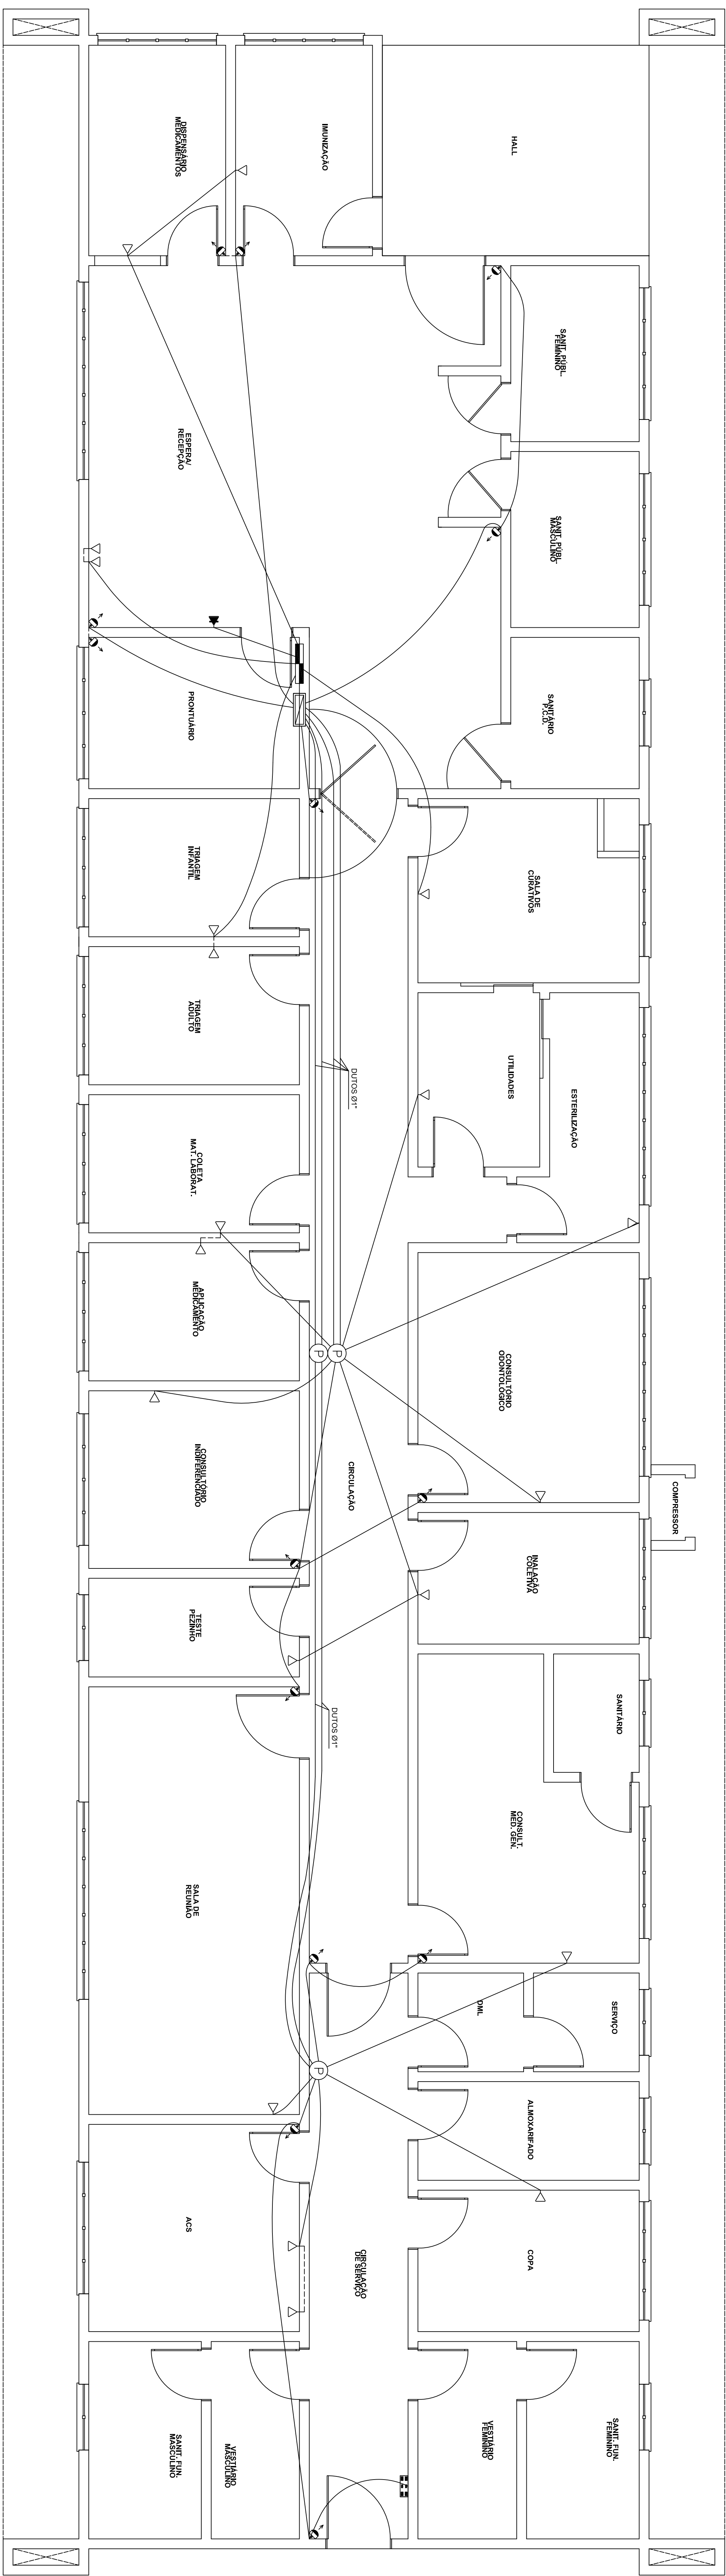 HALL
IMUNIZAÇÃO
DISPENSÁRIO
MEDICAMENTOS
SANIT. PÚBL.
FEMININO
ESPERA/
RECEPÇÃO
SANIT. PÚBL.
MASCULINO
SANITÁRIO
P.C.D.
PRONTUÁRIO
SALA DE
CURATIVOS
TRIAGEM
INFANTIL
TRIAGEM
ADULTO
UTILIDADES
ESTERILIZAÇÃO
DUTOS Ø1"
COLETA
MAT. LABORAT.
APLICAÇÃO
MEDICAMENTO
P
P
CONSULTÓRIO
ODONTOLÓGICO
CONSULTÓRIO
INDIFERENCIADO
CIRCULAÇÃO
COMPRESSOR
INALAÇÃO
COLETIVA
TESTE
PEZINHO
SANITÁRIO
DUTOS Ø1"
CONSULT.
MED. GEN.
SALA DE
REUNIÃO
DML
SERVIÇO
P
ALMOXARIFADO
ACS
COPA
CIRCULAÇÃO
DE SERVIÇO
SANIT. FUN.
FEMININO
VESTIÁRIO
FEMININO
VESTIÁRIO
MASCULINO
SANIT. FUN.
MASCULINO